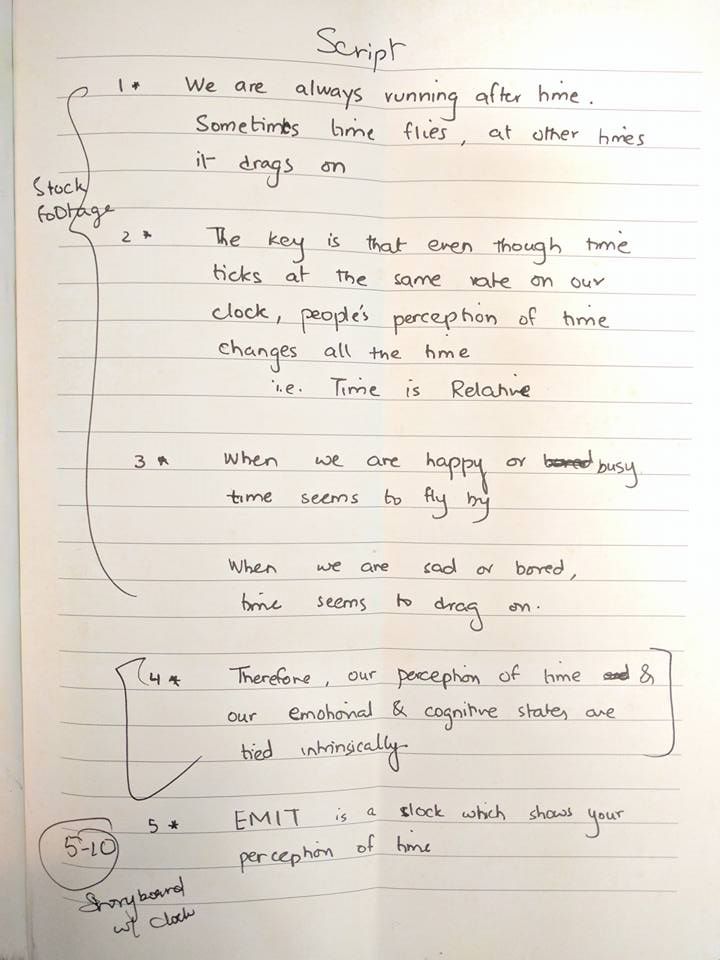 Script
1* We are always running after time.
Sometimes time flies, at other times
it drags on
Stock
footage
2* The key is that even though time
ticks at the same rate on our
clock, people's perception of time
changes all the time
i.e. Time is Relative
3* When we are happy or bored busy
time seems to fly by
When we are sad or bored,
time seems to drag on.
(4* Therefore, our perception of time and &
our emotional & cognitive states are
tied intrinsically
5* EMIT is a clock which shows your
perception of time
5-10
Storyboard
w/ clock